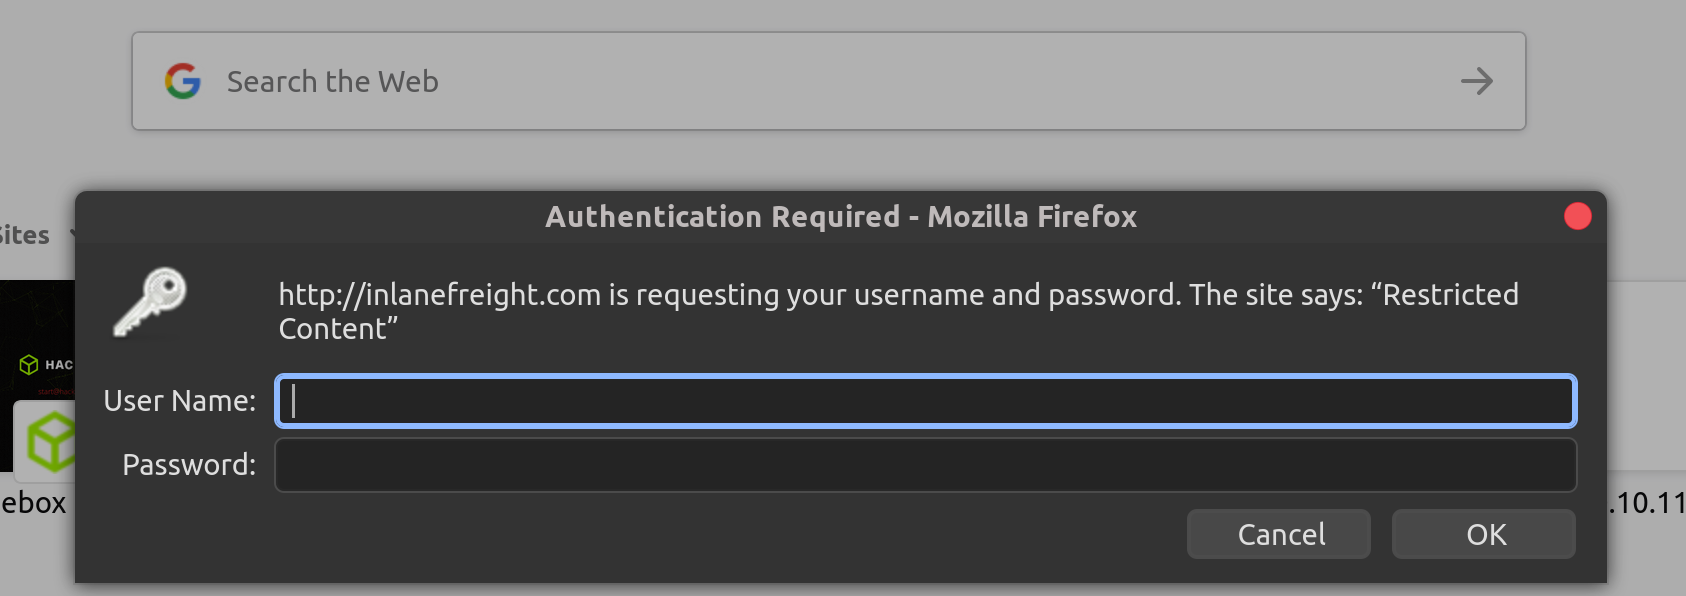 Search the Web
Sites
Authentication Required - Mozilla Firefox
http://inlanefreight.com is requesting your username and password. The site says: “Restricted
Content”
HAC
User Name:
Password:
ebox
.10.11
Cancel
OK